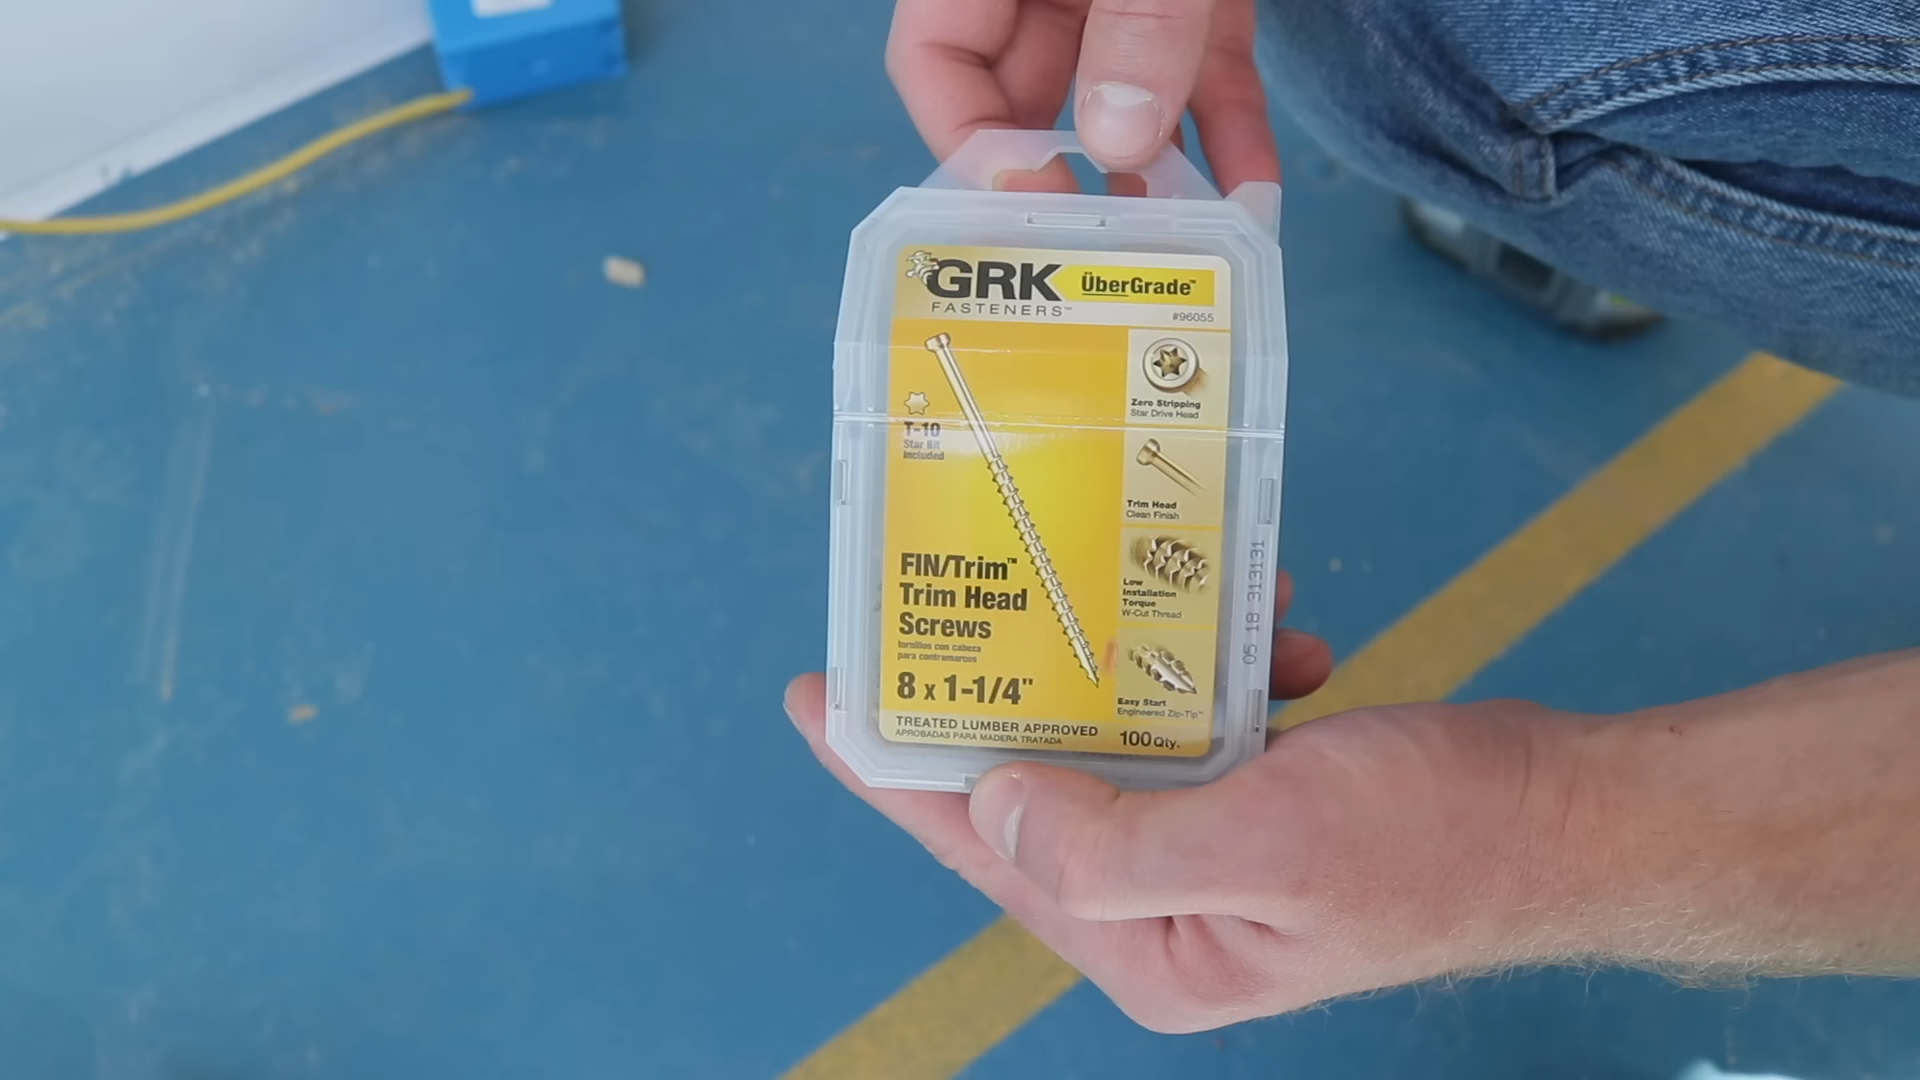 GRK
ÜberGrade™
FASTENERS™
#96055
Zero Stripping
Star Drive Head
T-10
Star Bit
Included
Trim Head
Clean Finish
FIN/Trim™
Trim Head
Screws
tornillos con cabeza
para contramarcos
8 x 1-1/4"
Low
Installation
Torque
W-Cut Thread
Easy Start
Engineered Zip-Tip™
TREATED LUMBER APPROVED
APROBADAS PARA MADERA TRATADA
100 Qty.
05 18 313131